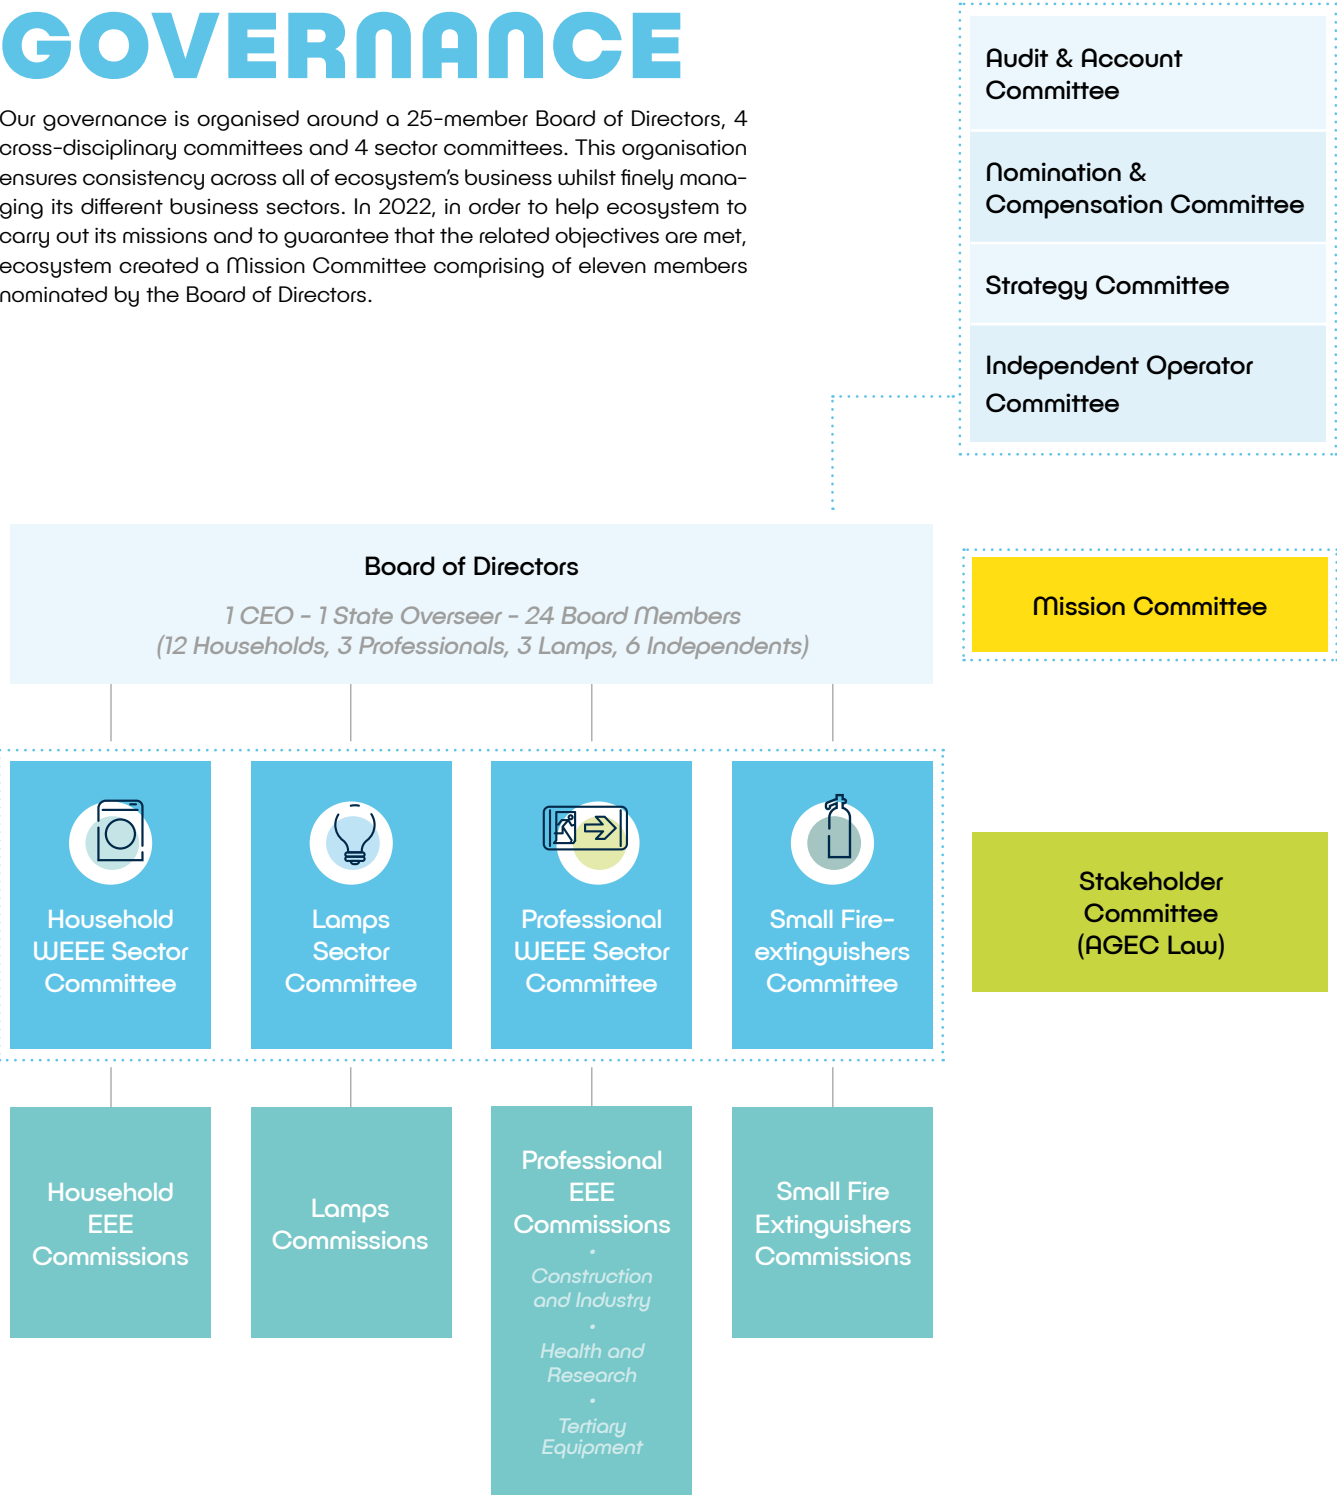 GOVERNANCE
Our governance is organised around a 25-member Board of Directors, 4
cross-disciplinary committees and 4 sector committees. This organisation
ensures consistency across all of ecosystem's business whilst finely mana-
ging its different business sectors. In 2022, in order to help ecosystem to
carry out its missions and to guarantee that the related objectives are met,
ecosystem created a Mission Committee comprising of eleven members
nominated by the Board of Directors.
Audit & Account
Committee
Nomination &
Compensation Committee
Strategy Committee
Independent Operator
Committee
Board of Directors
1 CEO - 1 State Overseer - 24 Board Members
(12 Households, 3 Professionals, 3 Lamps, 6 Independents)
Mission Committee
Household
WEEE Sector
Committee
Lamps
Sector
Committee
Professional
WEEE Sector
Committee
Small Fire-
extinguishers
Committee
Stakeholder
Committee
(AGEC Law)
Household
EEE
Commissions
Lamps
Commissions
Professional
EEE
Commissions
•
Construction
and Industry
•
Health and
Research
•
Tertiary
Equipment
Small Fire
Extinguishers
Commissions